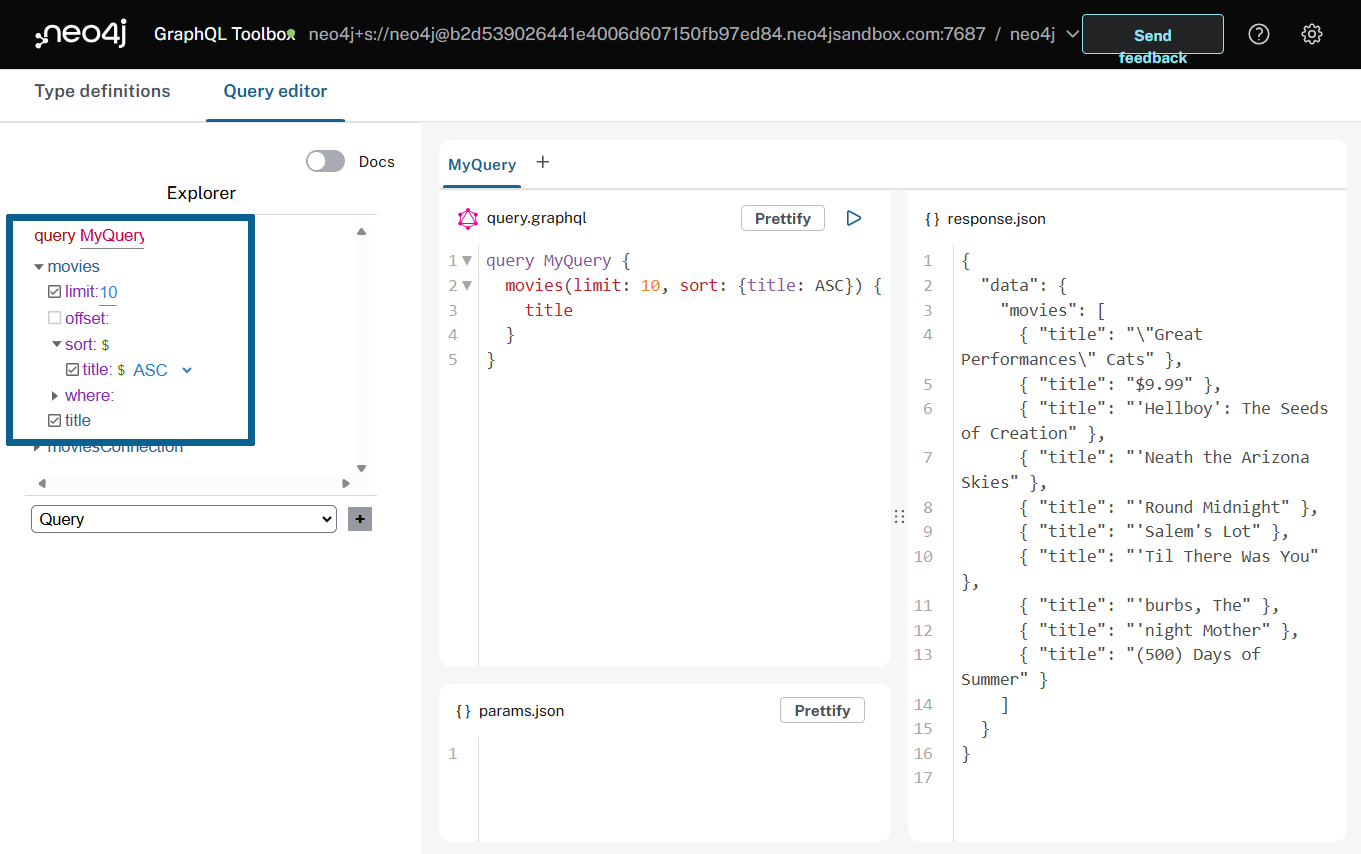 neo4j GraphQL Toolbox neo4j+s://neo4j@b2d539026441e4006d607150fb97ed84.neo4jsandbox.com:7687 / neo4j Send feedback
Type definitions Query editor
Docs
Explorer
query MyQuery
movies
limit: 10
offset:
sort: $
title: $ ASC
where:
title
moviesConnection
Query +
MyQuery +
query.graphql Prettify
1 query MyQuery {
2 movies(limit: 10, sort: {title: ASC}) {
3 title
4 }
5 }
{ } params.json Prettify
1
{ } response.json
1 {
2 "data": {
3 "movies": [
4 { "title": "\"Great
Performances\" Cats" },
5 { "title": "$9.99" },
6 { "title": "'Hellboy': The Seeds
of Creation" },
7 { "title": "'Neath the Arizona
Skies" },
8 { "title": "'Round Midnight" },
9 { "title": "'Salem's Lot" },
10 { "title": "'Til There Was You"
},
11 { "title": "'burbs, The" },
12 { "title": "'night Mother" },
13 { "title": "(500) Days of
Summer" }
14 ]
15 }
16 }
17